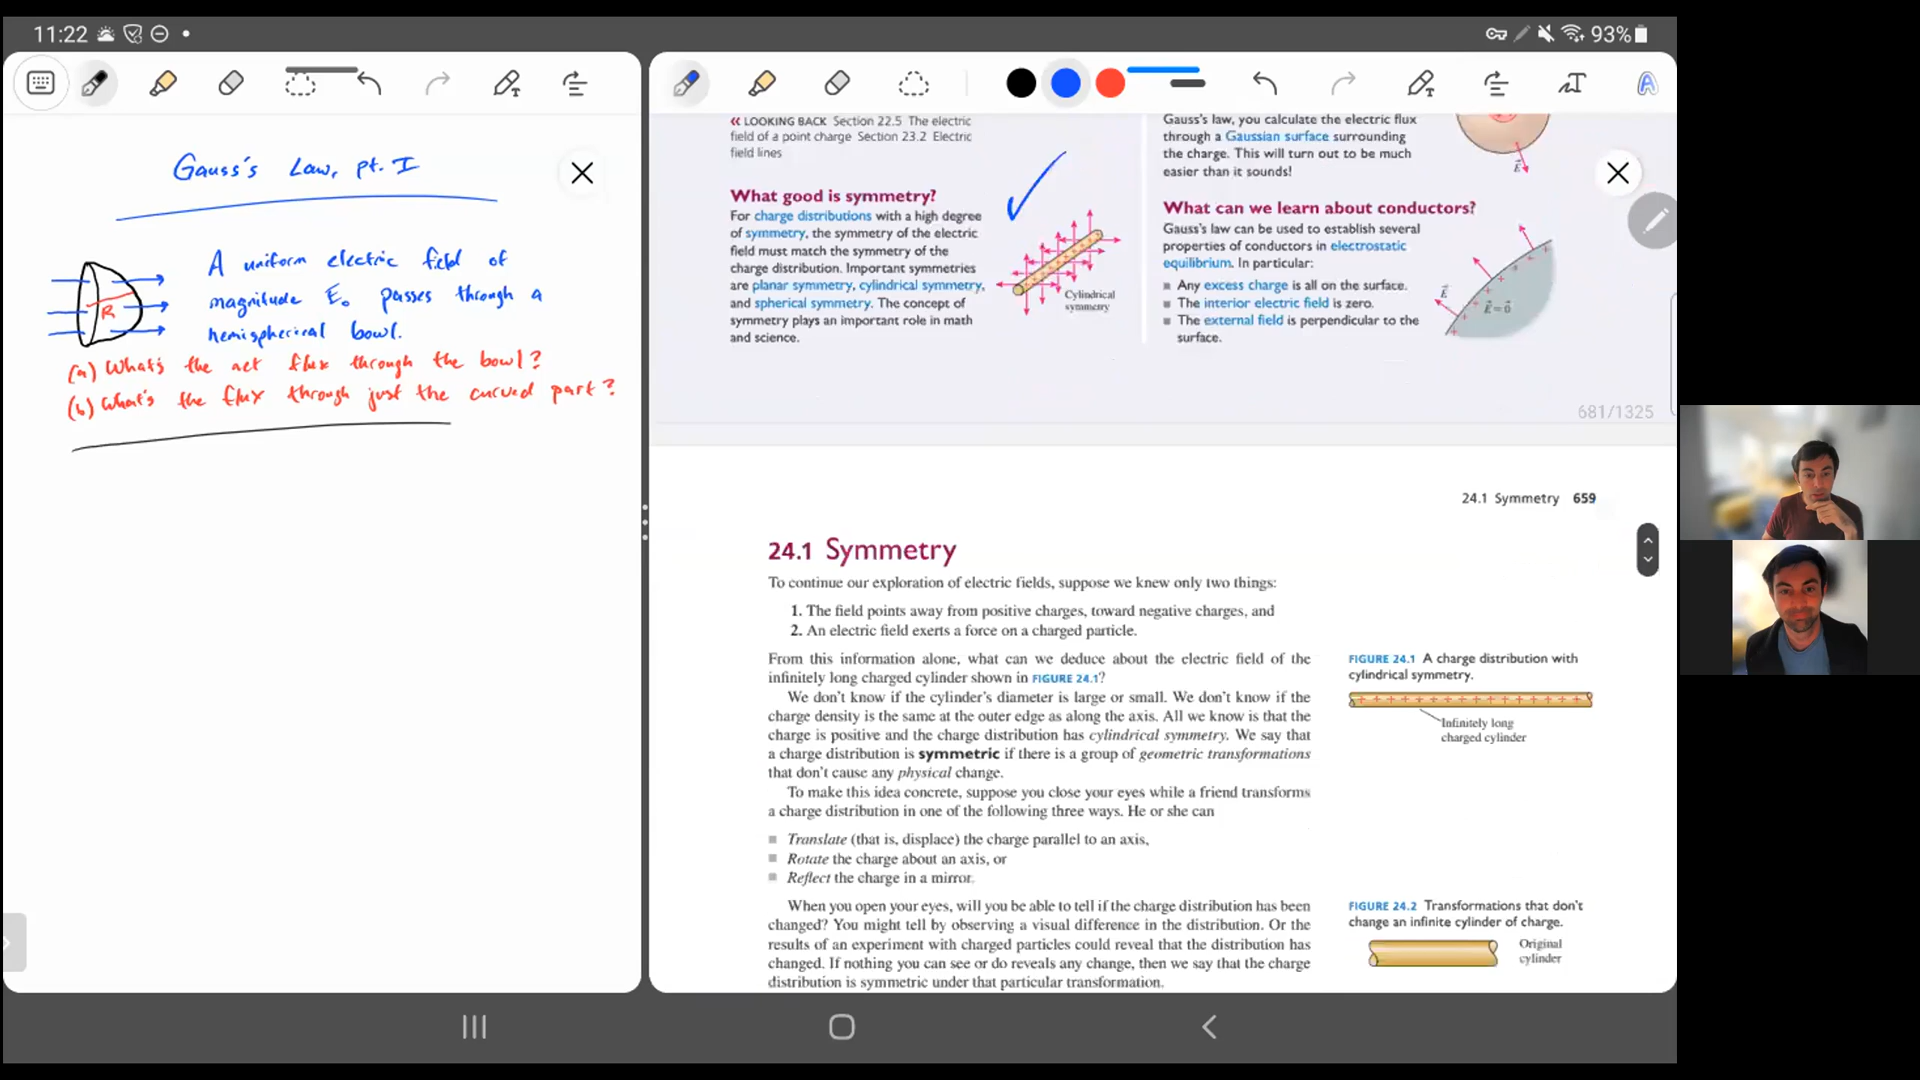 11:22
93%
Gauss's Law, pt. I
A uniform electric field of
magnitude E₀ passes through a
hemispherical bowl.
R
(a) What's the net flux through the bowl?
(b) What's the flux through just the curved part?
« LOOKING BACK Section 22.5 The electric
field of a point charge Section 23.2 Electric
field lines
What good is symmetry?
For charge distributions with a high degree
of symmetry, the symmetry of the electric
field must match the symmetry of the
charge distribution. Important symmetries
are planar symmetry, cylindrical symmetry,
and spherical symmetry. The concept of
symmetry plays an important role in math
and science.
Cylindrical
symmetry
Gauss's law, you calculate the electric flux
through a Gaussian surface surrounding
the charge. This will turn out to be much
easier than it sounds!
E
What can we learn about conductors?
Gauss's law can be used to establish several
properties of conductors in electrostatic
equilibrium. In particular:
■ Any excess charge is all on the surface.
■ The interior electric field is zero.
■ The external field is perpendicular to the
surface.
E
E = 0
681/1325
24.1 Symmetry 659
24.1 Symmetry
To continue our exploration of electric fields, suppose we knew only two things:
1. The field points away from positive charges, toward negative charges, and
2. An electric field exerts a force on a charged particle.
From this information alone, what can we deduce about the electric field of the
infinitely long charged cylinder shown in FIGURE 24.1?
We don't know if the cylinder's diameter is large or small. We don't know if the
charge density is the same at the outer edge as along the axis. All we know is that the
charge is positive and the charge distribution has cylindrical symmetry. We say that
a charge distribution is symmetric if there is a group of geometric transformations
that don't cause any physical change.
To make this idea concrete, suppose you close your eyes while a friend transforms
a charge distribution in one of the following three ways. He or she can
■ Translate (that is, displace) the charge parallel to an axis,
■ Rotate the charge about an axis, or
■ Reflect the charge in a mirror.
When you open your eyes, will you be able to tell if the charge distribution has been
changed? You might tell by observing a visual difference in the distribution. Or the
results of an experiment with charged particles could reveal that the distribution has
changed. If nothing you can see or do reveals any change, then we say that the charge
distribution is symmetric under that particular transformation.
FIGURE 24.1 A charge distribution with
cylindrical symmetry.
Infinitely long
charged cylinder
FIGURE 24.2 Transformations that don't
change an infinite cylinder of charge.
Original
cylinder